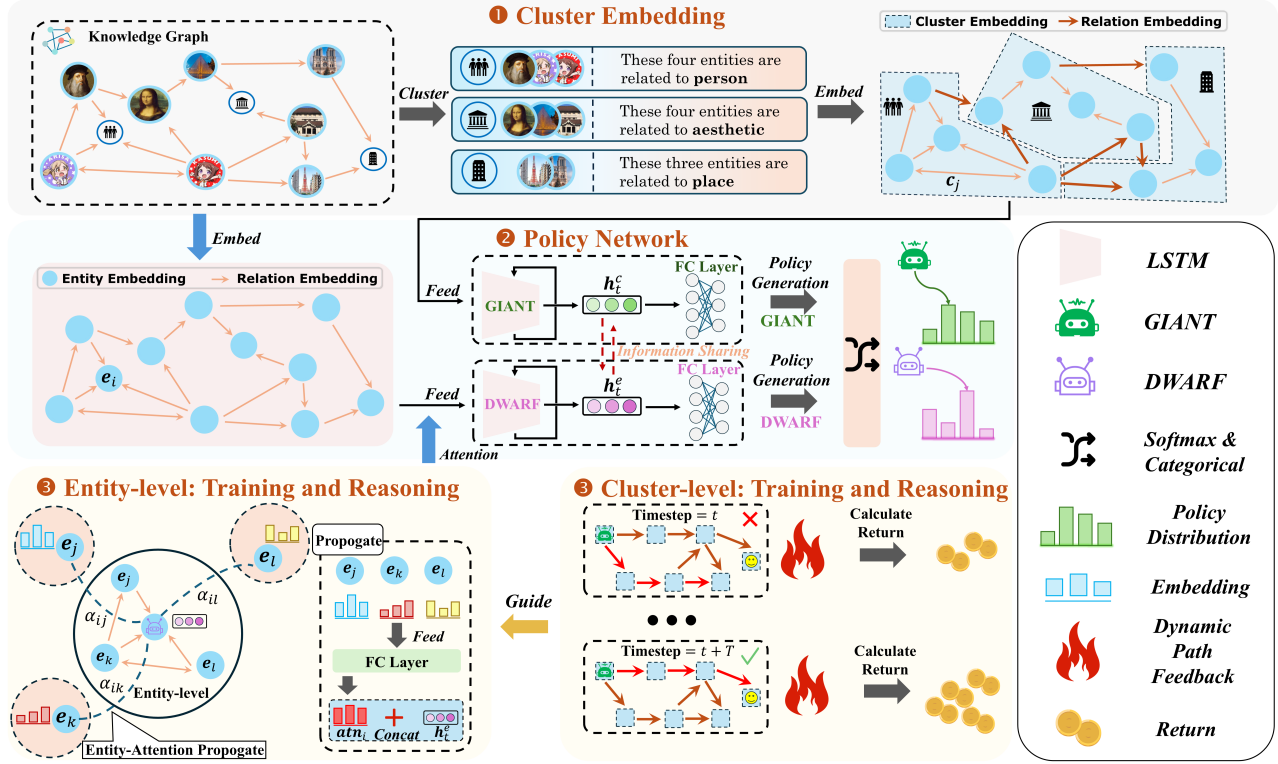 ❶ Cluster Embedding
Knowledge Graph
Cluster
These four entities are
related to person
These four entities are
related to aesthetic
These three entities are
related to place
Embed
Cluster Embedding
Relation Embedding
c_j
Embed
Entity Embedding
Relation Embedding
e_i
❷ Policy Network
Feed
GIANT
h_t^c
FC Layer
Policy
Generation
GIANT
Information Sharing
Feed
DWARF
h_t^e
FC Layer
Policy
Generation
DWARF
Attention
LSTM
GIANT
DWARF
Softmax &
Categorical
Policy
Distribution
Embedding
Dynamic
Path
Feedback
Return
❸ Entity-level: Training and Reasoning
e_j
e_l
e_j
α_ij
α_il
e_k
e_l
α_ik
Entity-level
e_k
Entity-Attention Propogate
Propogate
e_j
e_k
e_l
Feed
FC Layer
atn_i
Concat
h_t^e
Guide
❸ Cluster-level: Training and Reasoning
Timestep = t
Calculate
Return
Timestep = t + T
Calculate
Return